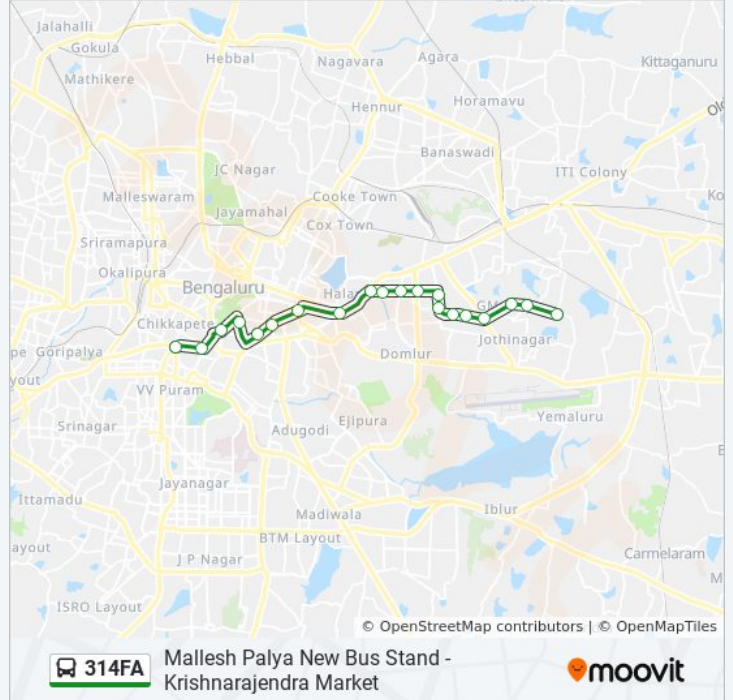 Jalahalli
Gokula
Hebbal
Nagavara
Agara
Kittaganuru
Mathikere
Hennur
Horamavu
Banaswadi
JC Nagar
ITI Colony
Malleswaram
Cooke Town
Jayamahal
Cox Town
Sriramapura
Okalipura
Bengaluru
Chikkapete
Jothinagar
Goripalya
Domlur
VV Puram
Yemaluru
Srinagar
Adugodi
Ejipura
Jayanagar
Ittamadu
Madiwala
Iblur
BTM Layout
Carmelaram
J P Nagar
ISRO Layout
© OpenStreetMap contributors | © OpenMapTiles
314FA
Mallesh Palya New Bus Stand -
Krishnarajendra Market
moovit